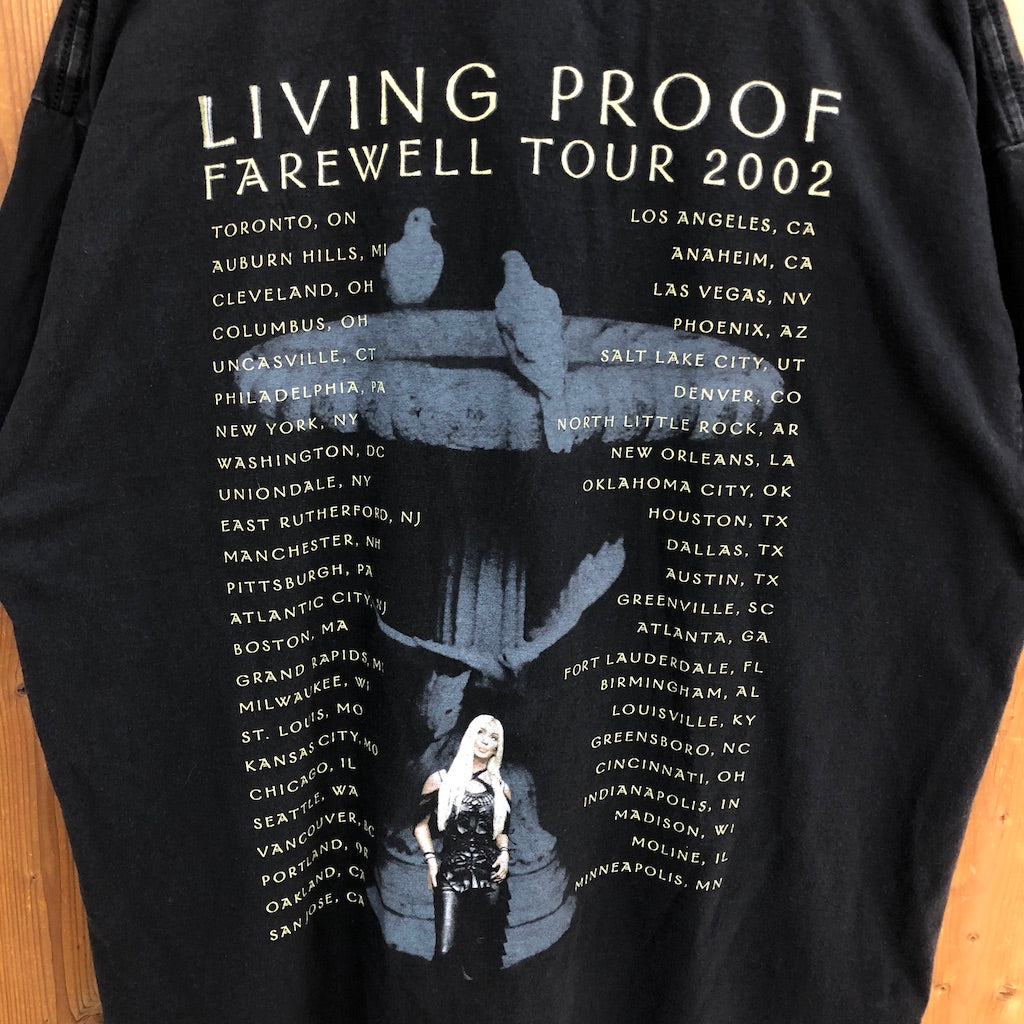 LIVING PROOF
FAREWELL TOUR 2002
TORONTO, ON
AUBURN HILLS, MI
CLEVELAND, OH
COLUMBUS, OH
UNCASVILLE, CT
PHILADELPHIA, PA
NEW YORK, NY
WASHINGTON, DC
UNIONDALE, NY
EAST RUTHERFORD, NJ
MANCHESTER, NH
PITTSBURGH, PA
ATLANTIC CITY, NJ
BOSTON, MA
GRAND RAPIDS, MI
MILWAUKEE, WI
ST. LOUIS, MO
KANSAS CITY, MO
CHICAGO, IL
SEATTLE, WA
VANCOUVER, BC
PORTLAND, OR
OAKLAND, CA
SAN JOSE, CA
LOS ANGELES, CA
ANAHEIM, CA
LAS VEGAS, NV
PHOENIX, AZ
SALT LAKE CITY, UT
DENVER, CO
NORTH LITTLE ROCK, AR
NEW ORLEANS, LA
OKLAHOMA CITY, OK
HOUSTON, TX
DALLAS, TX
AUSTIN, TX
GREENVILLE, SC
ATLANTA, GA
FORT LAUDERDALE, FL
BIRMINGHAM, AL
LOUISVILLE, KY
GREENSBORO, NC
CINCINNATI, OH
INDIANAPOLIS, IN
MADISON, WI
MOLINE, IL
MINNEAPOLIS, MN